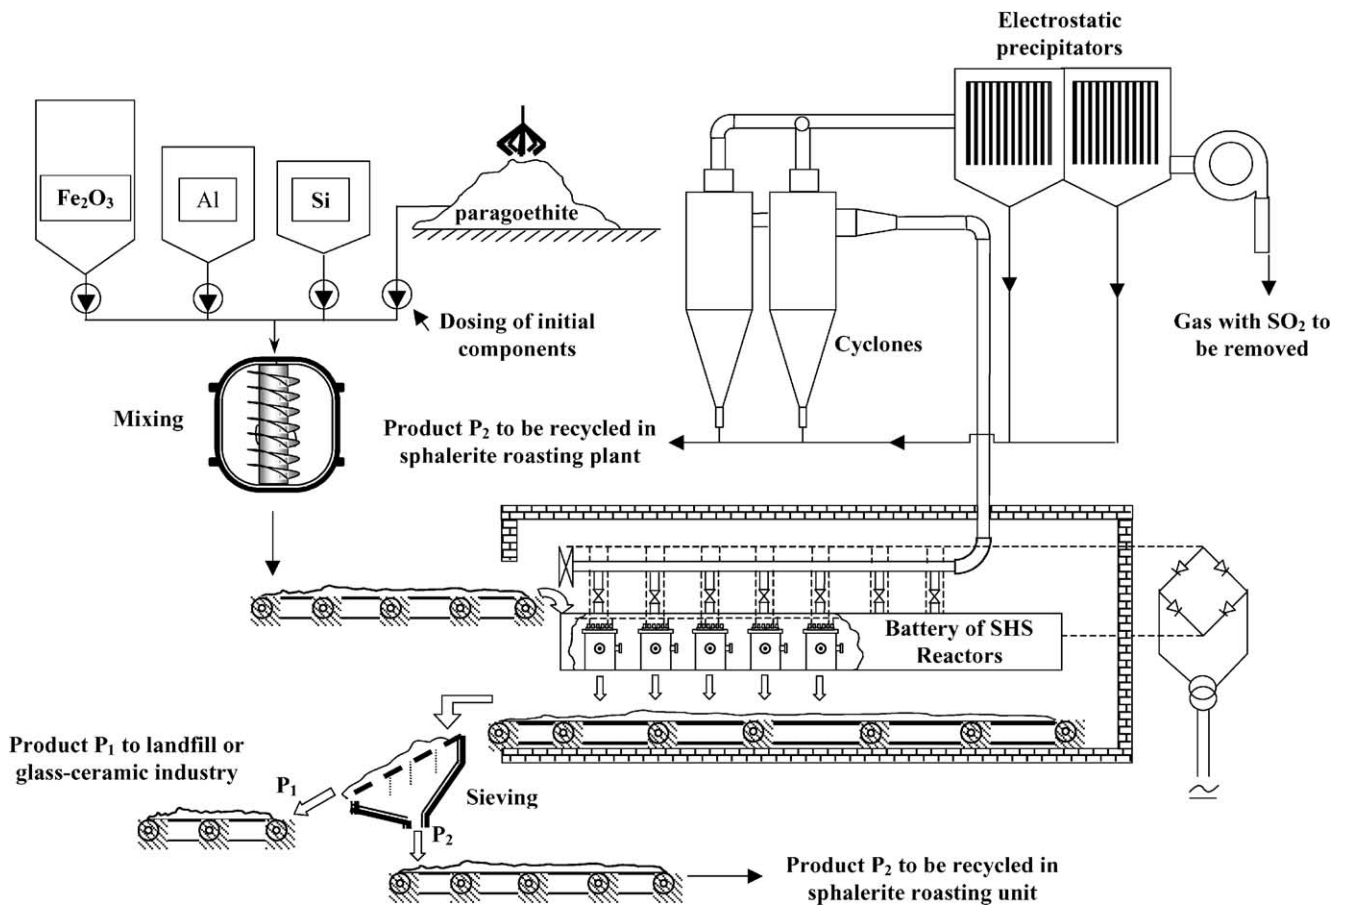 Electrostatic
precipitators
Fe₂O₃
Al
Si
paragoethite
Dosing of initial
components
Cyclones
Gas with SO₂ to
be removed
Mixing
Product P₂ to be recycled in
sphalerite roasting plant
Battery of SHS
Reactors
Product P₁ to landfill or
glass-ceramic industry
P₁
Sieving
P₂
Product P₂ to be recycled in
sphalerite roasting unit